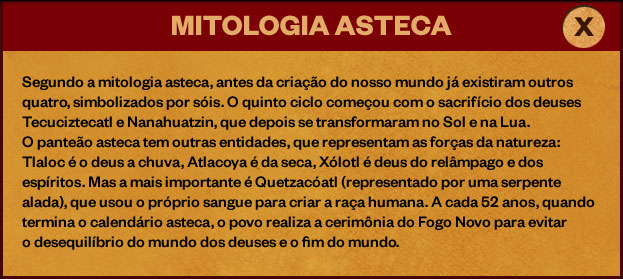 MITOLOGIA ASTECA
X
Segundo a mitologia asteca, antes da criação do nosso mundo já existiram outros
quatro, simbolizados por sóis. O quinto ciclo começou com o sacrifício dos deuses
Tecuciztecatl e Nanahuatzin, que depois se transformaram no Sol e na Lua.
O panteão asteca tem outras entidades, que representam as forças da natureza:
Tlaloc é o deus a chuva, Atlacoya é da seca, Xólotl é deus do relâmpago e dos
espíritos. Mas a mais importante é Quetzacóatl (representado por uma serpente
alada), que usou o próprio sangue para criar a raça humana. A cada 52 anos, quando
termina o calendário asteca, o povo realiza a cerimônia do Fogo Novo para evitar
o desequilíbrio do mundo dos deuses e o fim do mundo.